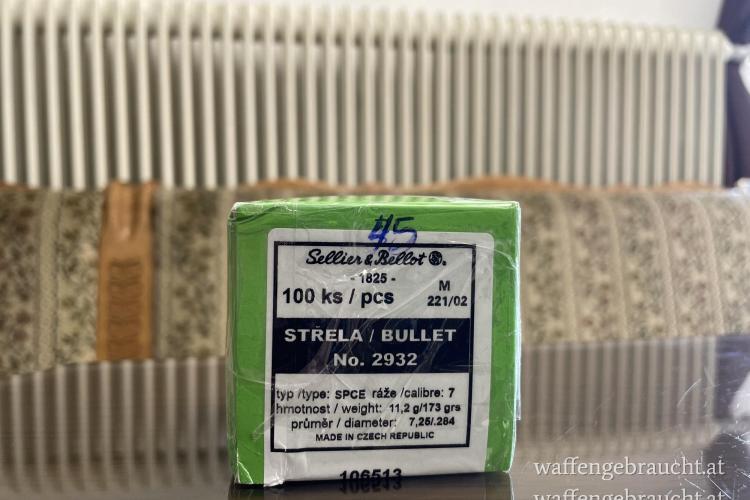 45
Sellier & Bellot SB.
- 1825 -
100 ks / pcs
M
221/02
STŘELA / BULLET
No. 2932
typ /type: SPCE ráže /calibre: 7
hmotnost / weight: 11,2 g/173 grs
průměr / diameter: 7,25/.284
MADE IN CZECH REPUBLIC
106513
waffengebraucht.at
waffengebraucht.at